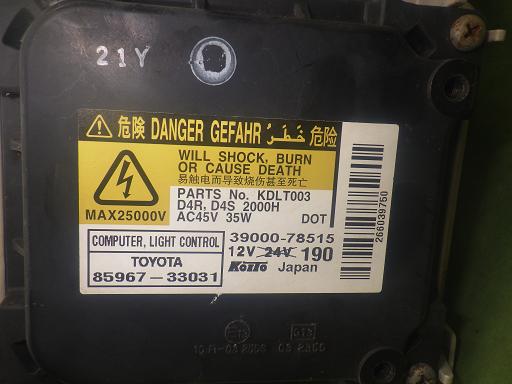 21Y
危険 DANGER GEFAHR خَطَر 危险
WILL SHOCK, BURN
OR CAUSE DEATH
易触电而导致烧伤甚至死亡
MAX25000V
PARTS No. KDLT003
D4R, D4S 2000H
AC45V 35W DOT
COMPUTER, LIGHT CONTROL
TOYOTA
85967-33031
39000-78515
12V 24V 190
KOITO Japan
266039750